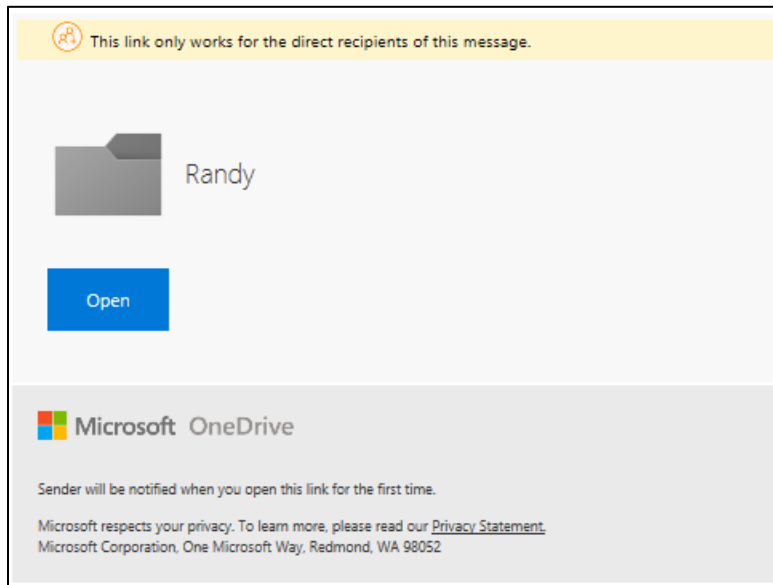 This link only works for the direct recipients of this message.
Randy
Open
Microsoft OneDrive
Sender will be notified when you open this link for the first time.
Microsoft respects your privacy. To learn more, please read our Privacy Statement.
Microsoft Corporation, One Microsoft Way, Redmond, WA 98052